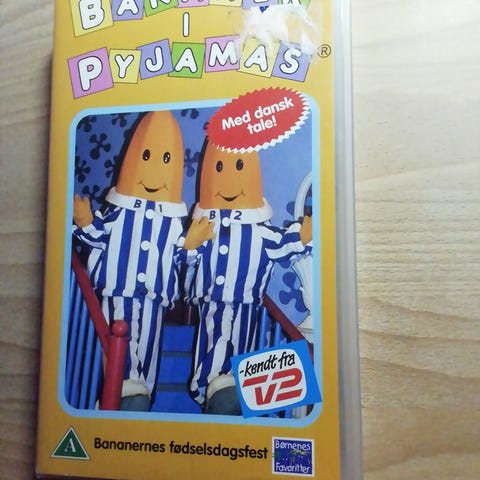 I
PYJAMAS®
Med dansk
tale!
B1
B2
-kendt fra
TV2
A
Bananernes fødselsdagsfest
Børnenes
Favoritter